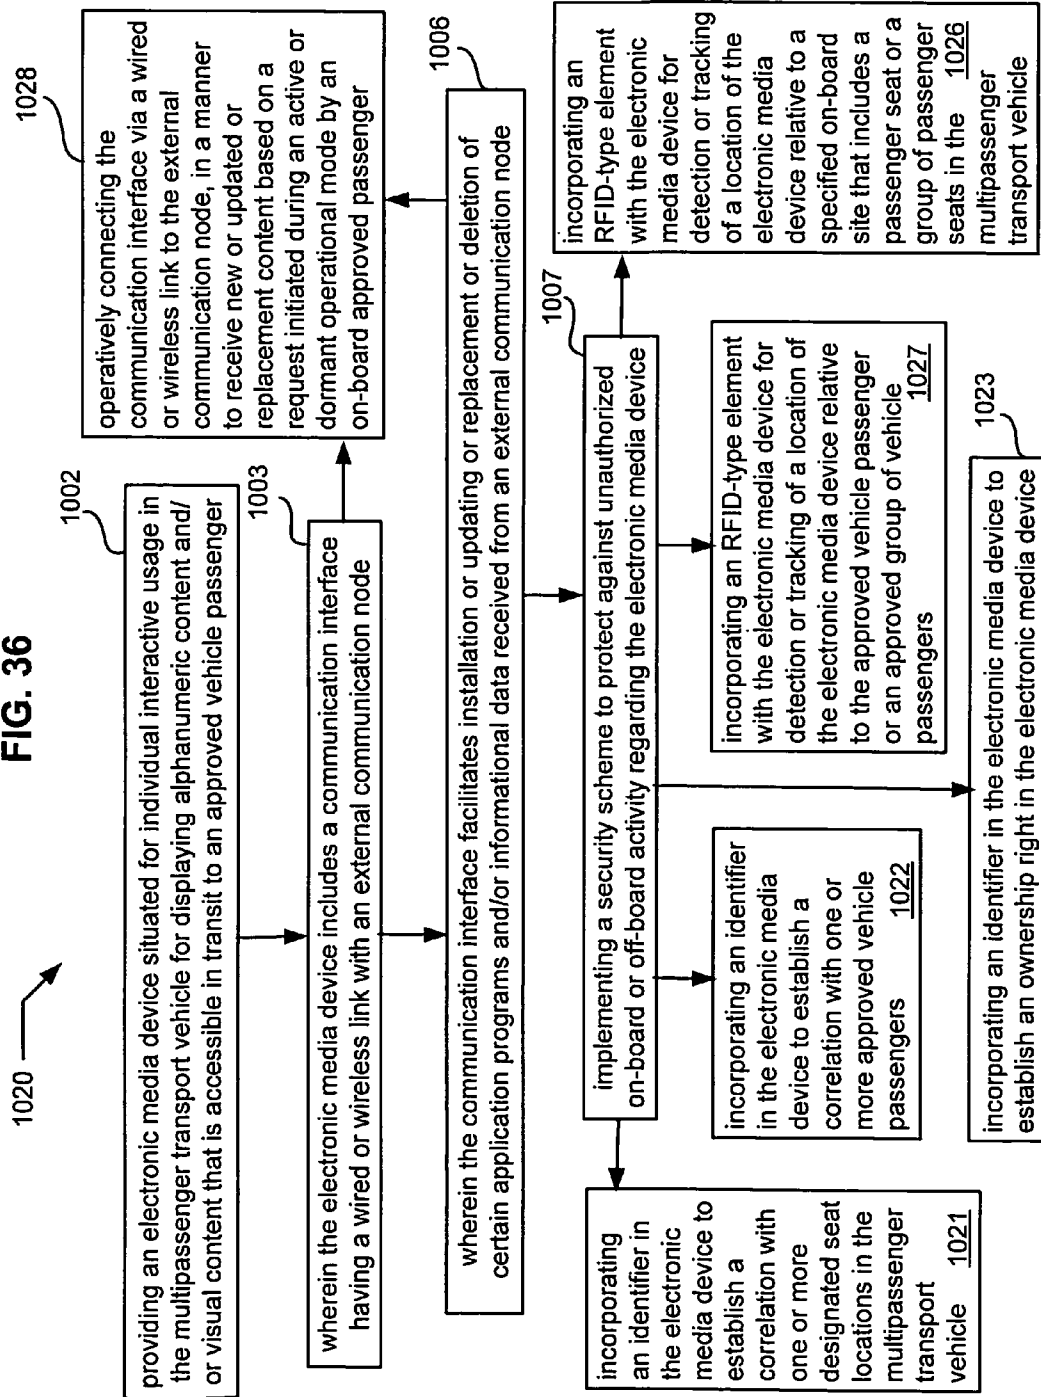 FIG. 36
1020
1002
providing an electronic media device situated for individual interactive usage in
the multipassenger transport vehicle for displaying alphanumeric content and/
or visual content that is accessible in transit to an approved vehicle passenger
1003
wherein the electronic media device includes a communication interface
having a wired or wireless link with an external communication node
1028
operatively connecting the
communication interface via a wired
or wireless link to the external
communication node, in a manner
to receive new or updated or
replacement content based on a
request initiated during an active or
dormant operational mode by an
on-board approved passenger
1006
wherein the communication interface facilitates installation or updating or replacement or deletion of
certain application programs and/or informational data received from an external communication node
1007
implementing a security scheme to protect against unauthorized
on-board or off-board activity regarding the electronic media device
incorporating
an identifier in
the electronic
media device to
establish a
correlation with
one or more
designated seat
locations in the
multipassenger
transport
vehicle 1021
incorporating an identifier
in the electronic media
device to establish a
correlation with one or
more approved vehicle
passengers 1022
incorporating an RFID-type element
with the electronic media device for
detection or tracking of a location of
the electronic media device relative
to the approved vehicle passenger
or an approved group of vehicle
passengers 1027
incorporating an
RFID-type element
with the electronic
media device for
detection or tracking
of a location of the
electronic media
device relative to a
specified on-board
site that includes a
passenger seat or a
group of passenger
seats in the 1026
multipassenger
transport vehicle
1023
incorporating an identifier in the electronic media device to
establish an ownership right in the electronic media device